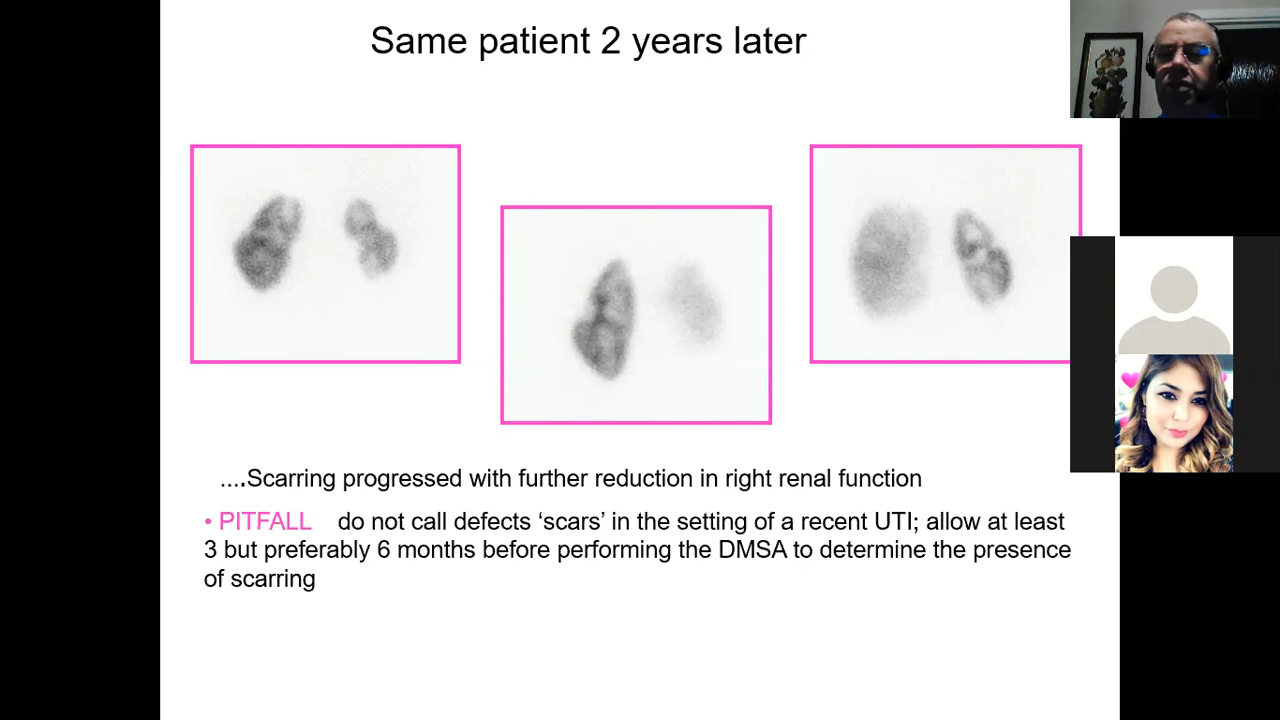 Same patient 2 years later
....Scarring progressed with further reduction in right renal function
• PITFALL do not call defects ‘scars’ in the setting of a recent UTI; allow at least
3 but preferably 6 months before performing the DMSA to determine the presence
of scarring